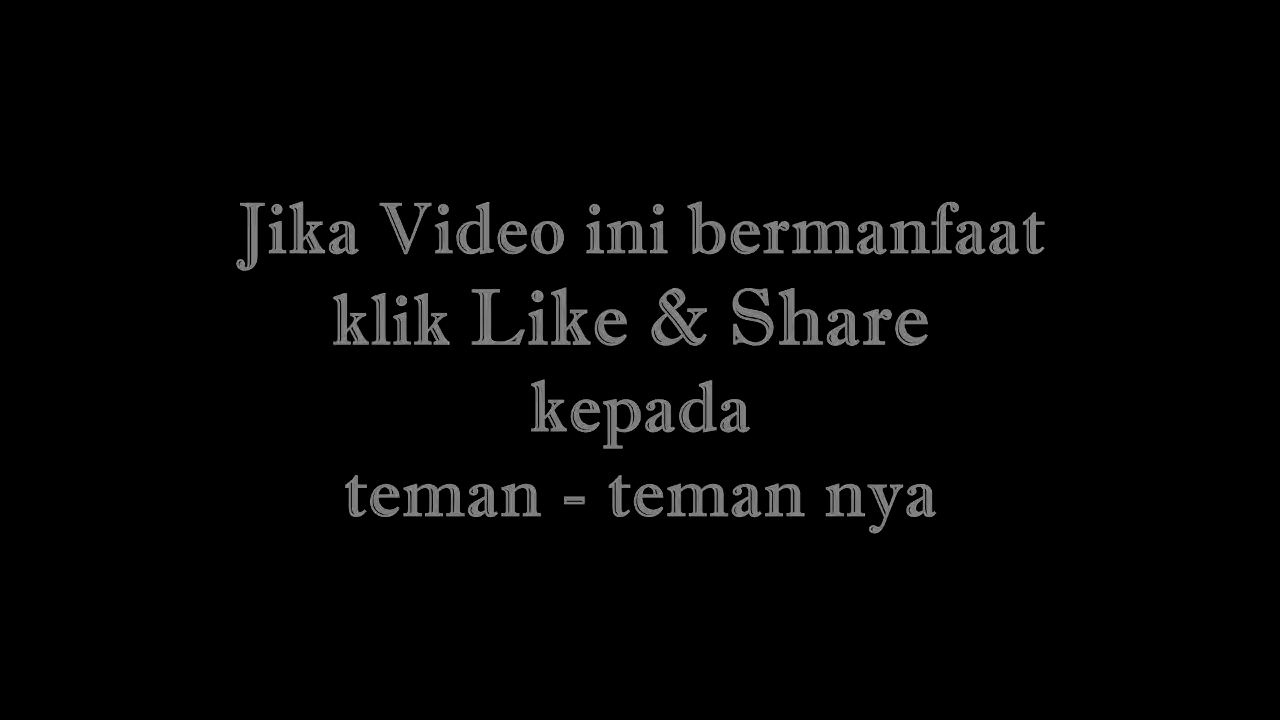 Jika Video ini bermanfaat
klik Like & Share
kepada
teman - teman nya